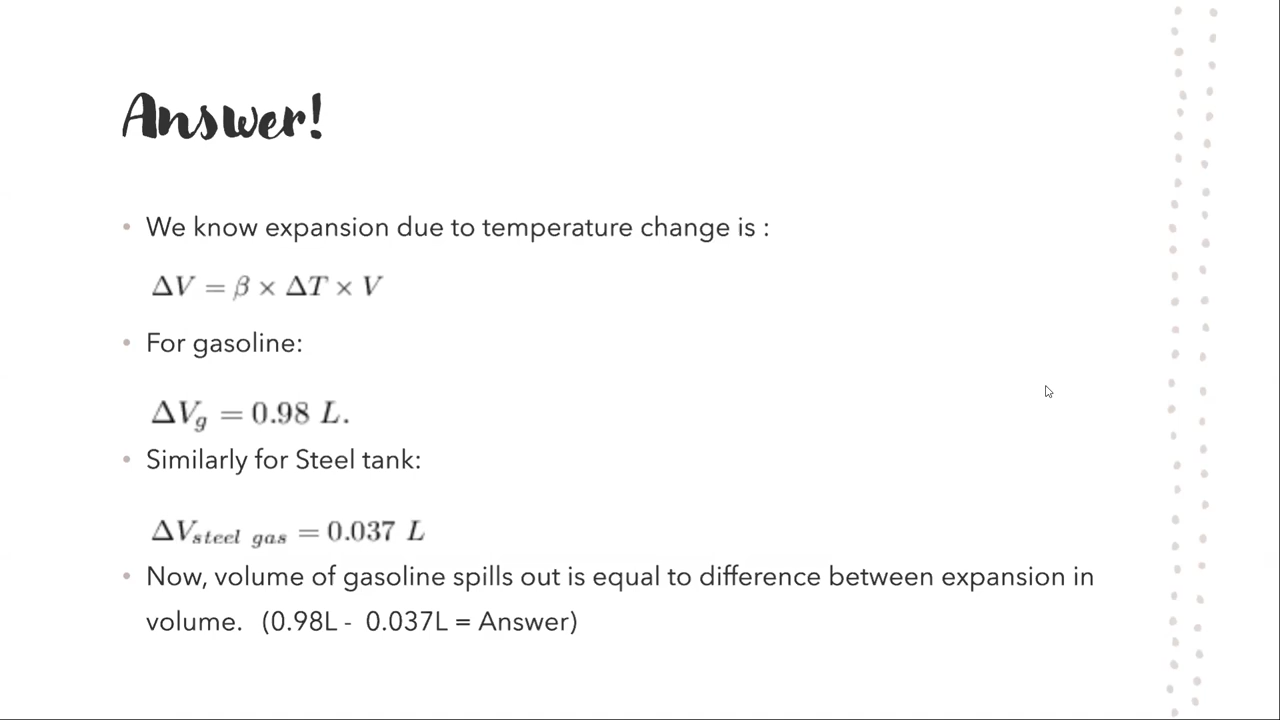 Answer!
• We know expansion due to temperature change is :
ΔV = β × ΔT × V
• For gasoline:
ΔV_g = 0.98 L.
• Similarly for Steel tank:
ΔV_{steel gas} = 0.037 L
• Now, volume of gasoline spills out is equal to difference between expansion in
volume. (0.98L - 0.037L = Answer)